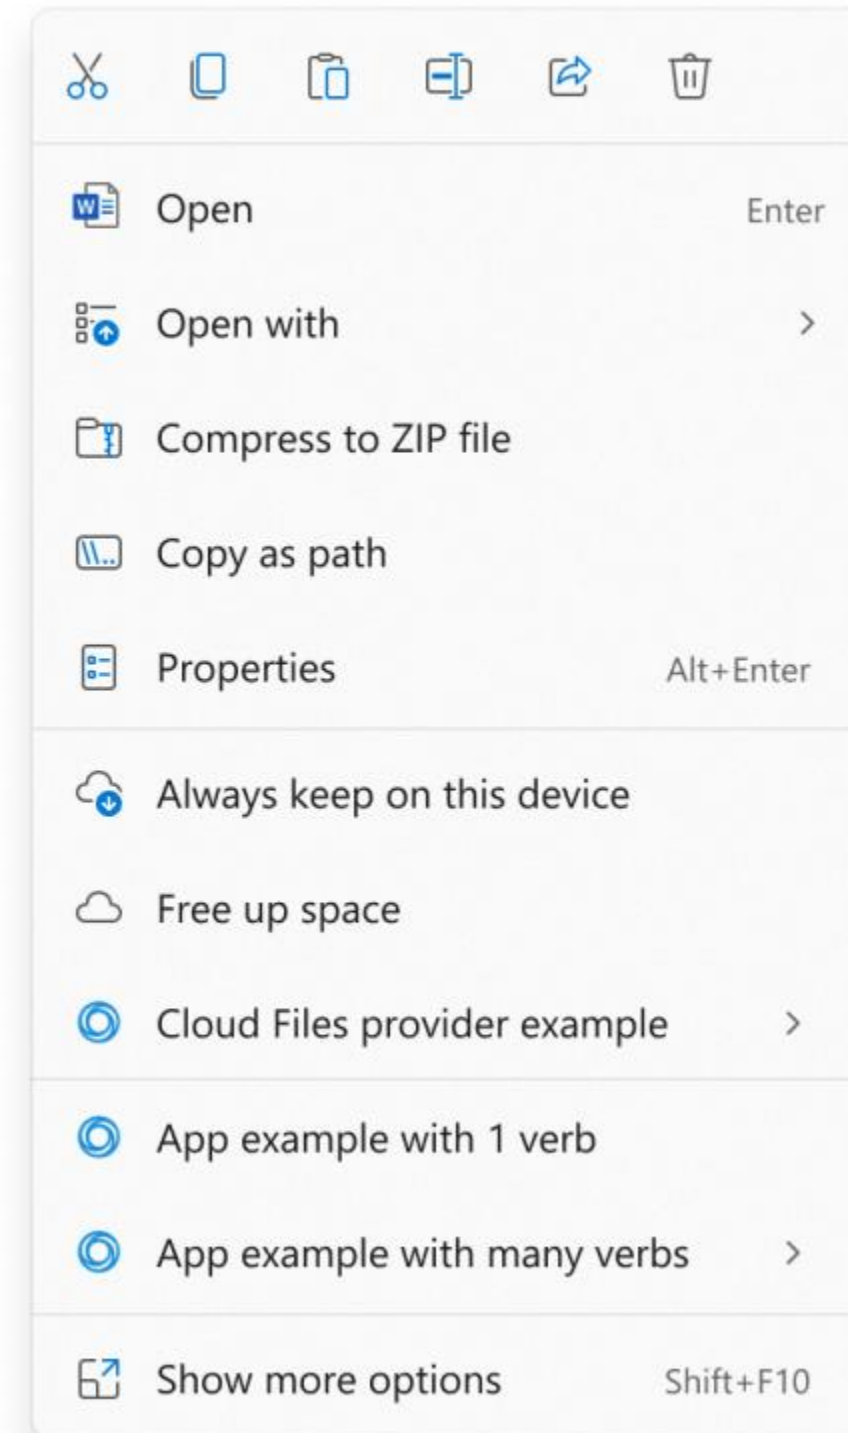 Open Enter
Open with
Compress to ZIP file
Copy as path
Properties Alt+Enter
Always keep on this device
Free up space
Cloud Files provider example
App example with 1 verb
App example with many verbs
Show more options Shift+F10